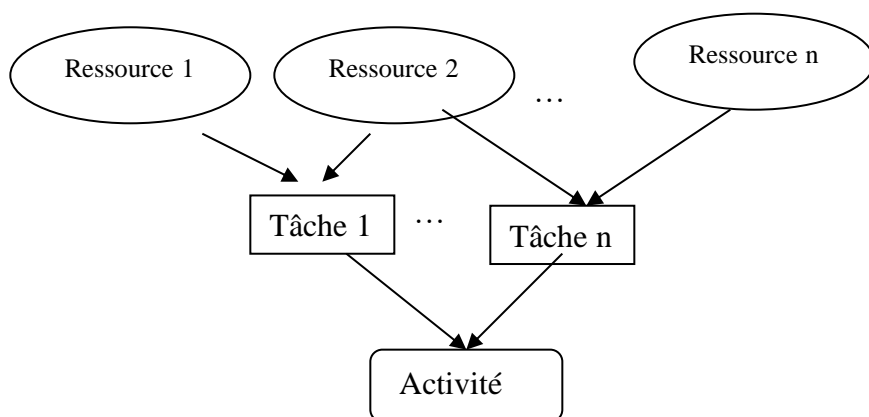 Ressource 1
Ressource 2
…
Ressource n
Tâche 1
…
Tâche n
Activité